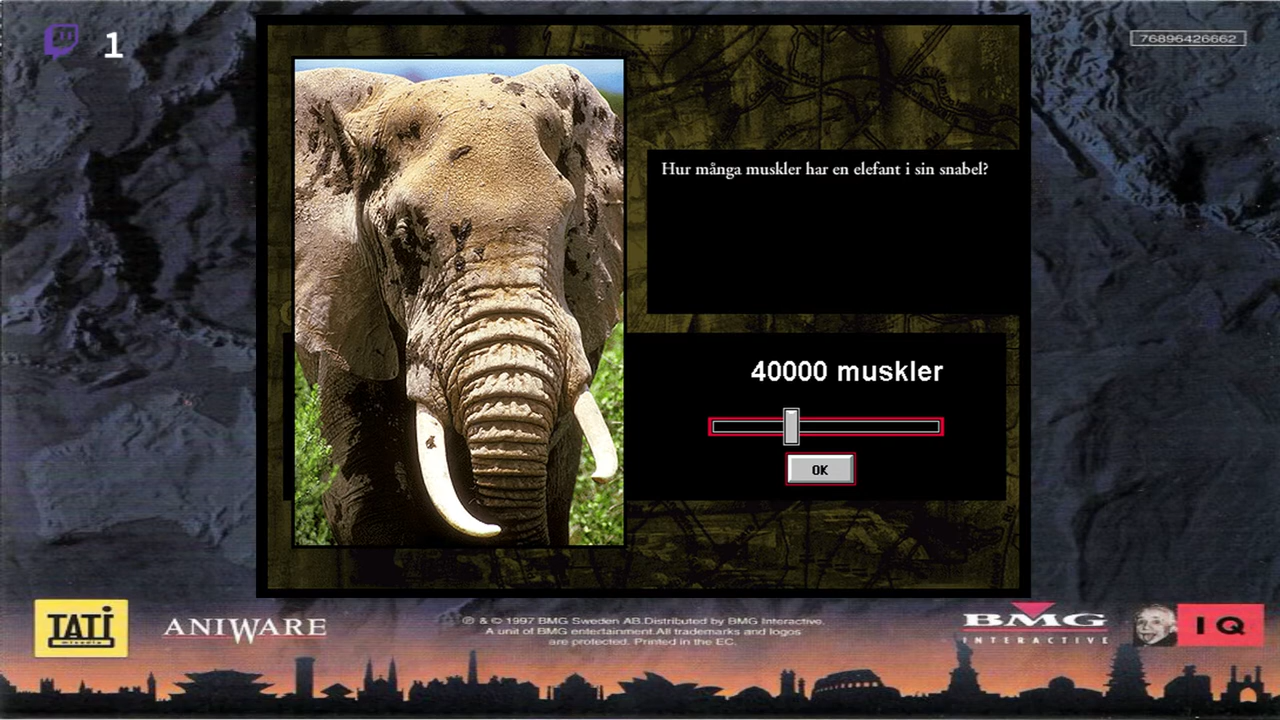 1
76896426662
Hur många muskler har en elefant i sin snabel?
40000 muskler
OK
TATi
ANIWARE
℗ & © 1997 BMG Sweden AB.Distributed by BMG Interactive.
A unit of BMG entertainment.All trademarks and logos
are protected. Printed in the EC.
BMG
INTERACTIVE
IQ